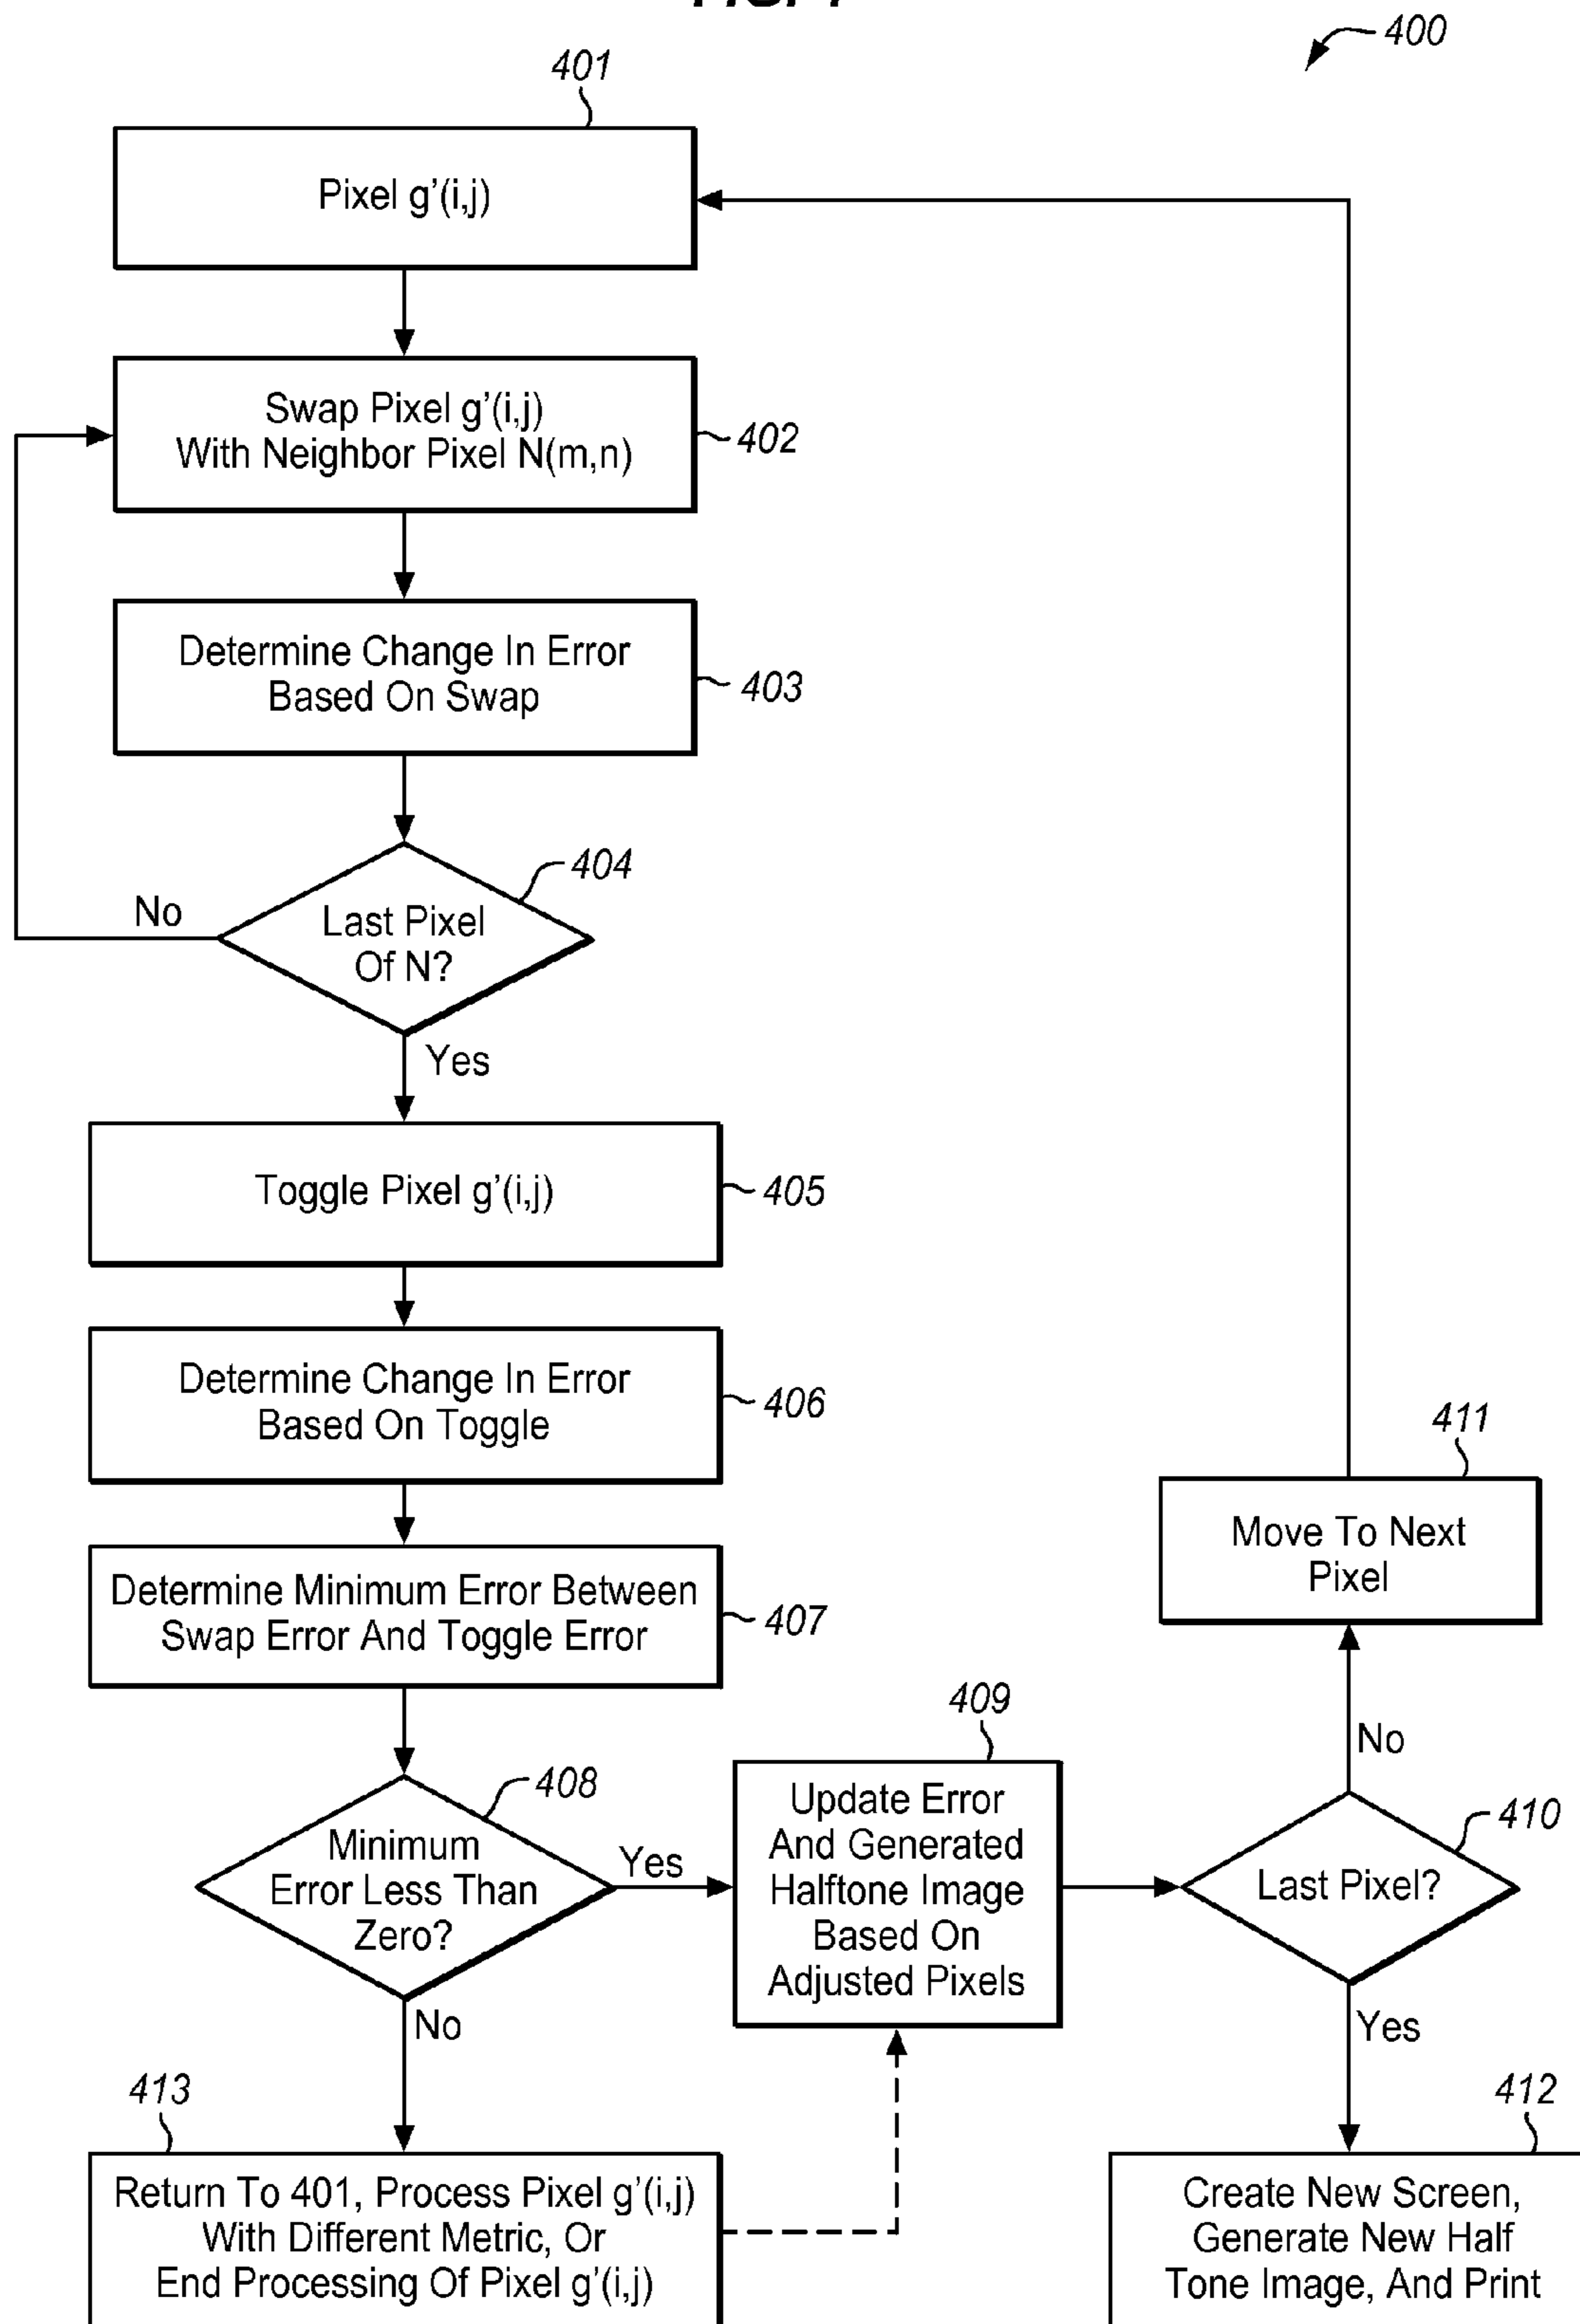 400
401
Pixel g'(i,j)
Swap Pixel g'(i,j)
With Neighbor Pixel N(m,n)
402
Determine Change In Error
Based On Swap
403
404
Last Pixel
Of N?
No
Yes
Toggle Pixel g'(i,j)
405
Determine Change In Error
Based On Toggle
406
Determine Minimum Error Between
Swap Error And Toggle Error
407
408
Minimum
Error Less Than
Zero?
Yes
No
409
Update Error
And Generated
Halftone Image
Based On
Adjusted Pixels
410
Last Pixel?
No
Yes
411
Move To Next
Pixel
412
Create New Screen,
Generate New Half
Tone Image, And Print
413
Return To 401, Process Pixel g'(i,j)
With Different Metric, Or
End Processing Of Pixel g'(i,j)